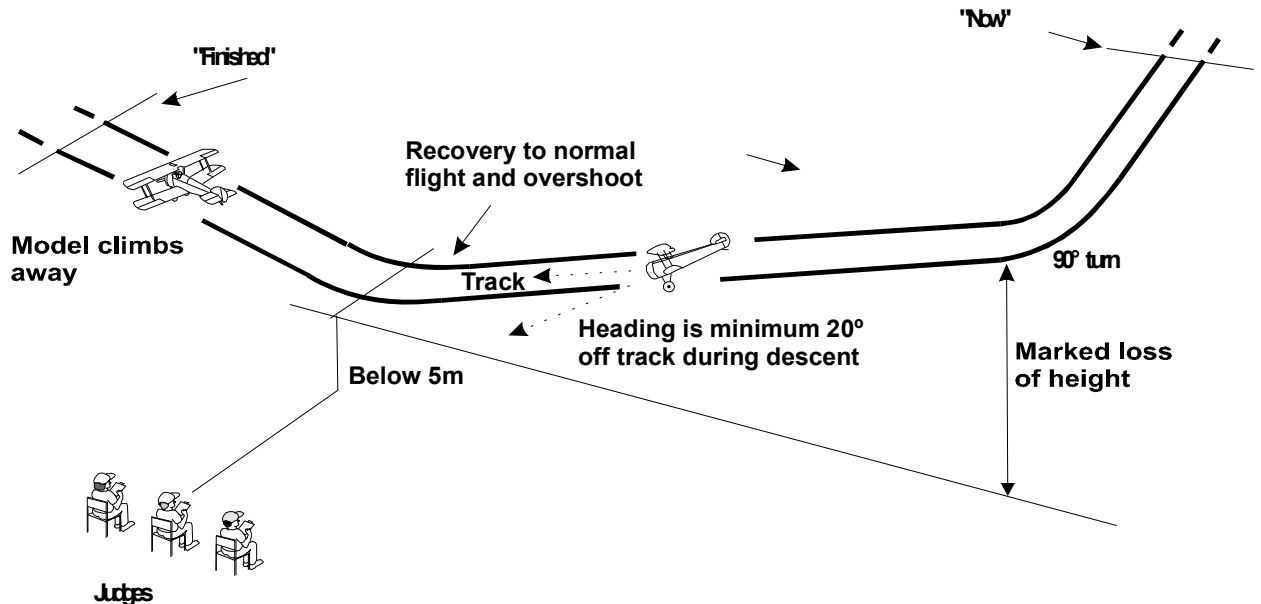 "Now"
"Finished"
Recovery to normal
flight and overshoot
Model climbs
away
90° turn
Track
Heading is minimum 20º
off track during descent
Marked loss
of height
Below 5m
Judges